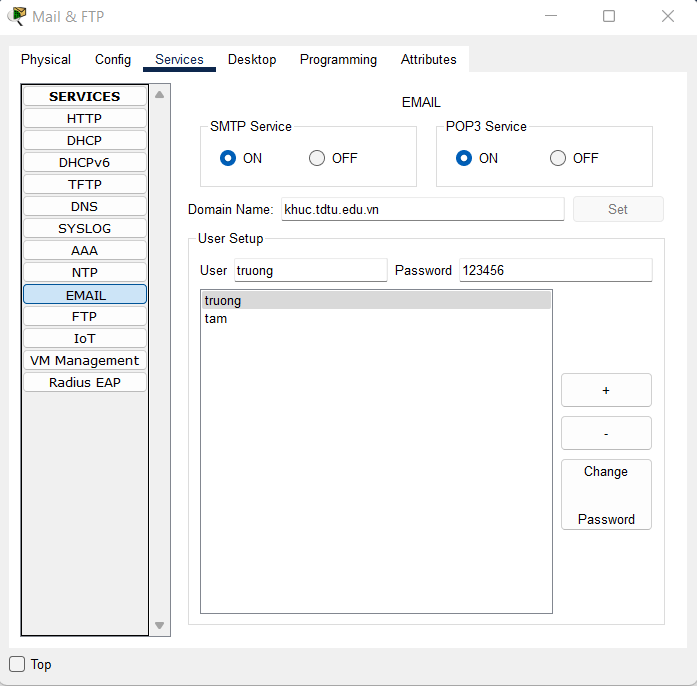 Mail & FTP
Physical Config Services Desktop Programming Attributes
SERVICES
HTTP
DHCP
DHCPv6
TFTP
DNS
SYSLOG
AAA
NTP
EMAIL
FTP
IoT
VM Management
Radius EAP
EMAIL
SMTP Service
ON OFF
POP3 Service
ON OFF
Domain Name: khuc.tdtu.edu.vn Set
User Setup
User truong Password 123456
truong
tam
+
-
Change
Password
Top